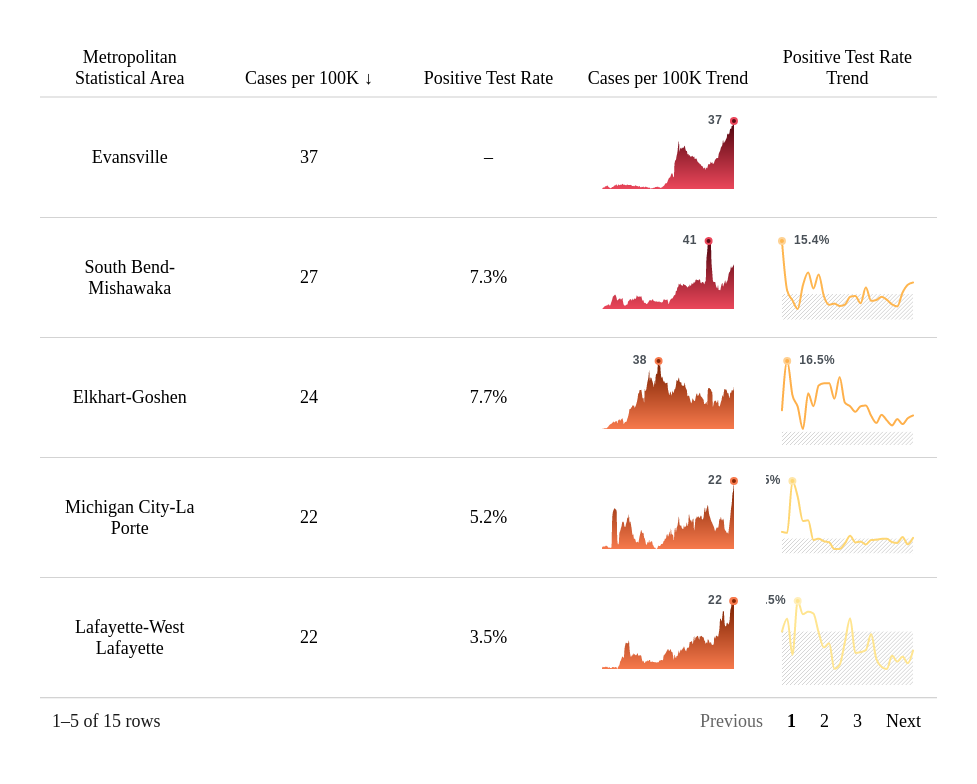 Metropolitan
Statistical Area
Cases per 100K ↓
Positive Test Rate
Cases per 100K Trend
Positive Test Rate
Trend
Evansville
37
–
37
South Bend-
Mishawaka
27
7.3%
41
15.4%
Elkhart-Goshen
24
7.7%
38
16.5%
Michigan City-La
Porte
22
5.2%
22
Lafayette-West
Lafayette
22
3.5%
22
.5%
1–5 of 15 rows
Previous
1
2
3
Next